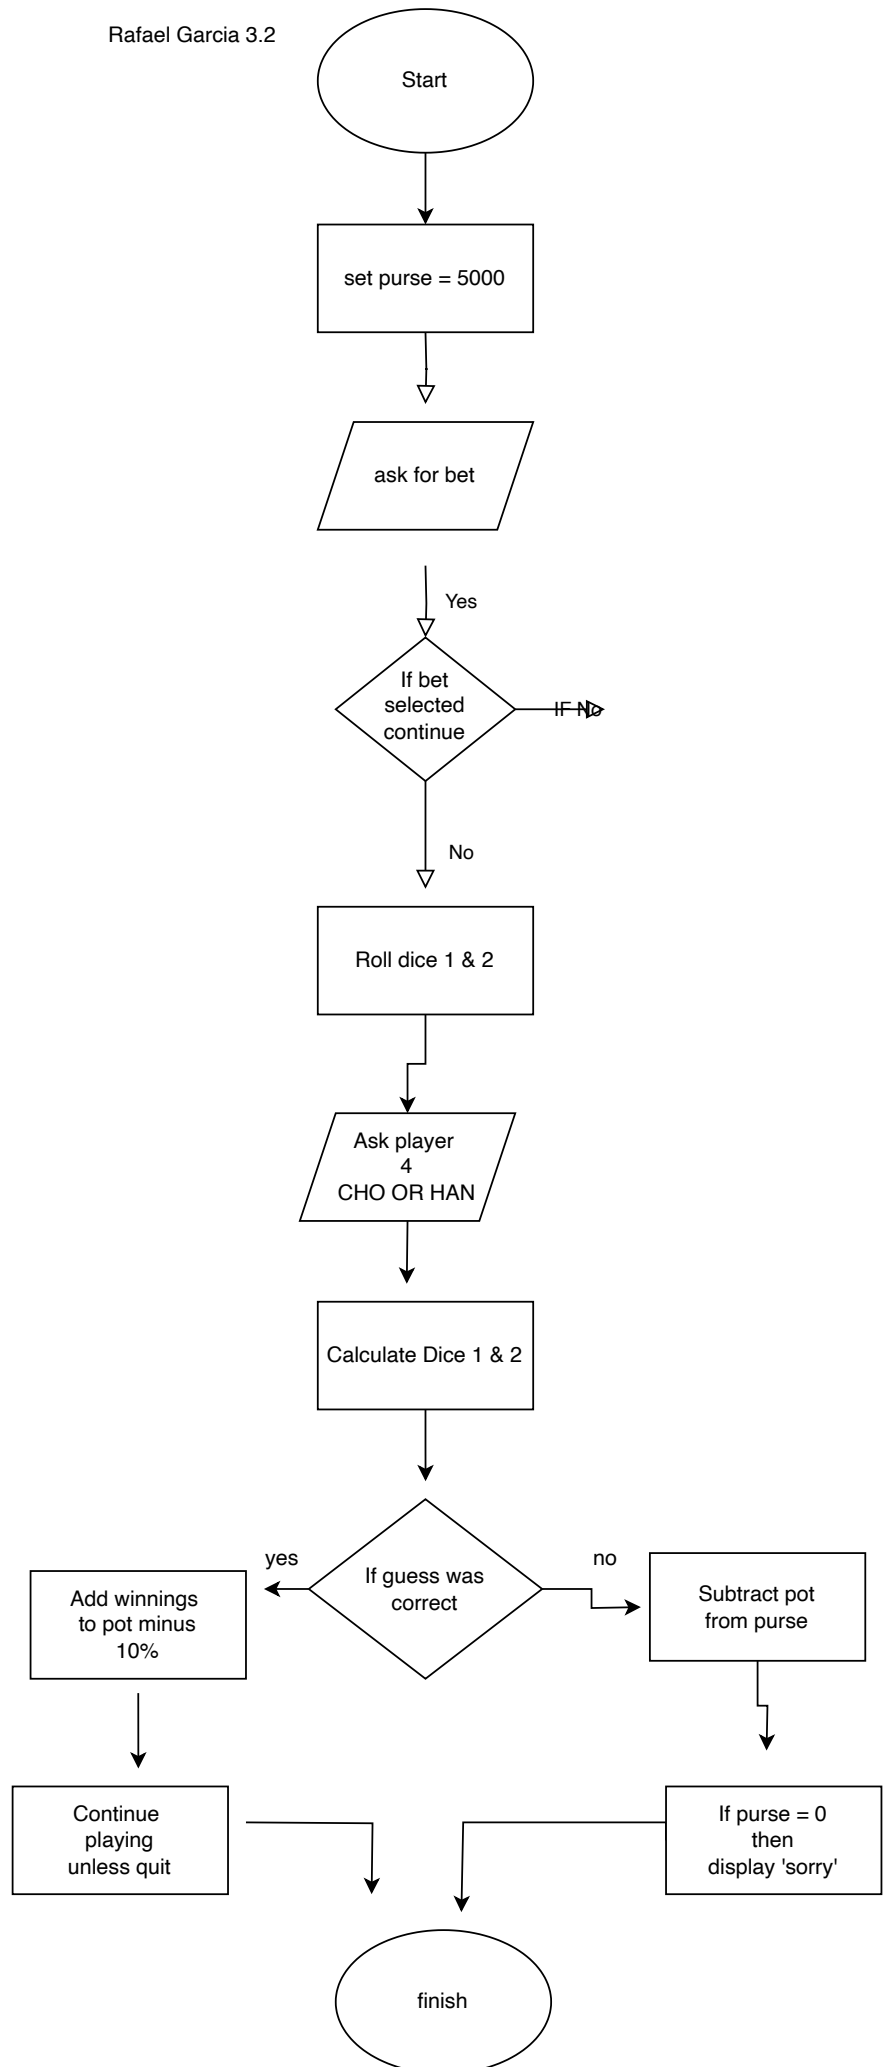 Rafael Garcia 3.2
Start
set purse = 5000
ask for bet
Yes
If bet
selected
continue
IF No
No
Roll dice 1 & 2
Ask player
4
CHO OR HAN
Calculate Dice 1 & 2
yes
If guess was
correct
no
Add winnings
to pot minus
10%
Subtract pot
from purse
Continue
playing
unless quit
If purse = 0
then
display 'sorry'
finish